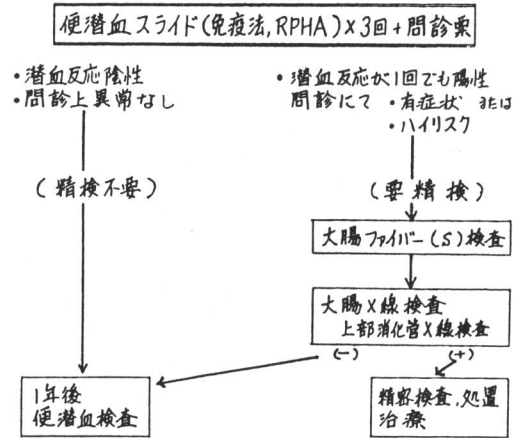 便潜血スライド(免疫法,RPHA)×3回+問診票
・潜血反応陰性
・問診上異常なし
・潜血反応が1回でも陽性
問診にて ・有症状 または
・ハイリスク
(精検不要)
(要精検)
大腸ファイバー(S)検査
大腸X線検査
上部消化管X線検査
(-)
(+)
1年後
便潜血検査
精密検査,処置
治療